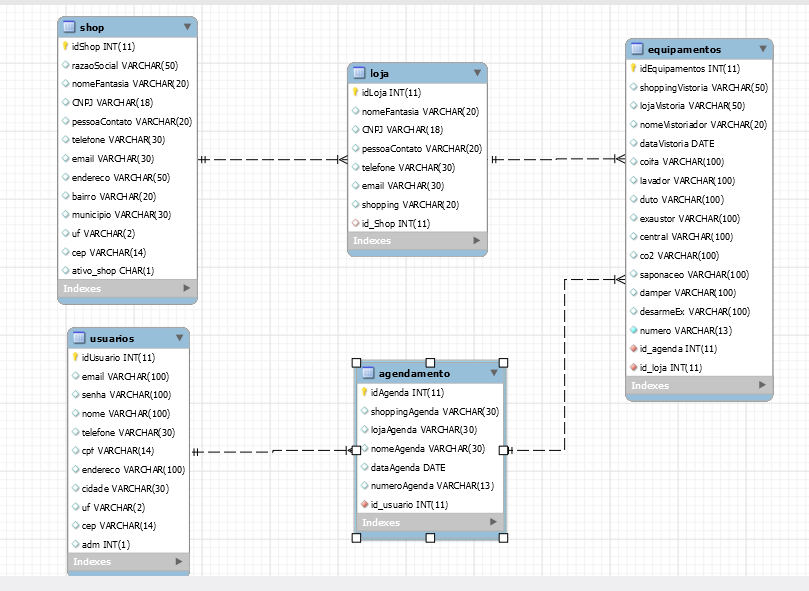 shop
idShop INT(11)
razaoSocial VARCHAR(50)
nomeFantasia VARCHAR(20)
CNPJ VARCHAR(18)
pessoaContato VARCHAR(20)
telefone VARCHAR(30)
email VARCHAR(30)
endereco VARCHAR(50)
bairro VARCHAR(20)
municipio VARCHAR(30)
uf VARCHAR(2)
cep VARCHAR(14)
ativo_shop CHAR(1)
Indexes
loja
idLoja INT(11)
nomeFantasia VARCHAR(20)
CNPJ VARCHAR(18)
pessoaContato VARCHAR(20)
telefone VARCHAR(30)
email VARCHAR(30)
shopping VARCHAR(20)
id_Shop INT(11)
Indexes
equipamentos
idEquipamentos INT(11)
shoppingVistoria VARCHAR(50)
lojaVistoria VARCHAR(50)
nomeVistoriador VARCHAR(20)
dataVistoria DATE
coifa VARCHAR(100)
lavador VARCHAR(100)
duto VARCHAR(100)
exaustor VARCHAR(100)
central VARCHAR(100)
co2 VARCHAR(100)
saponaceo VARCHAR(100)
damper VARCHAR(100)
desarmeEx VARCHAR(100)
numero VARCHAR(13)
id_agenda INT(11)
id_loja INT(11)
Indexes
usuarios
idUsuario INT(11)
email VARCHAR(100)
senha VARCHAR(100)
nome VARCHAR(100)
telefone VARCHAR(30)
cpf VARCHAR(14)
endereco VARCHAR(100)
cidade VARCHAR(30)
uf VARCHAR(2)
cep VARCHAR(14)
adm INT(1)
Indexes
agendamento
idAgenda INT(11)
shoppingAgenda VARCHAR(30)
lojaAgenda VARCHAR(30)
nomeAgenda VARCHAR(30)
dataAgenda DATE
numeroAgenda VARCHAR(13)
id_usuario INT(11)
Indexes